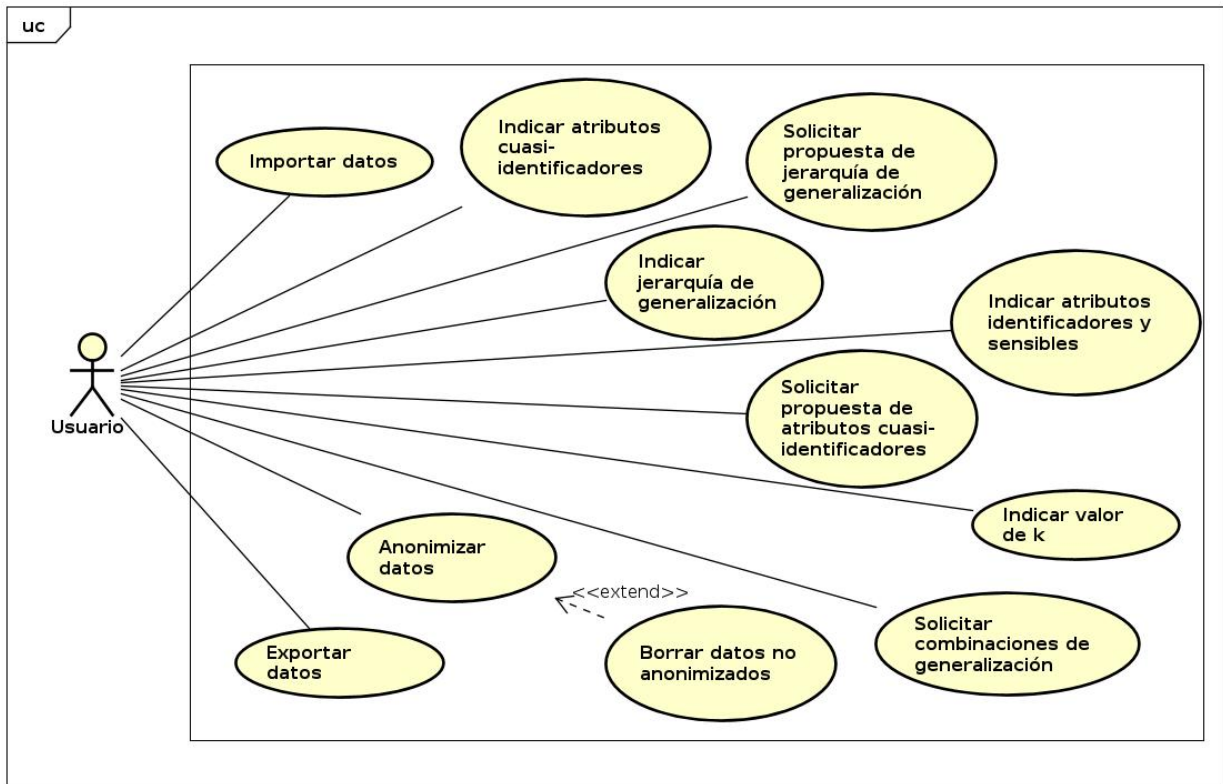 uc
Importar datos
Indicar atributos
cuasi-
identificadores
Solicitar
propuesta de
jerarquía de
generalización
Indicar
jerarquía de
generalización
Indicar atributos
identificadores y
sensibles
Usuario
Solicitar
propuesta de
atributos cuasi-
identificadores
Indicar valor
de k
Anonimizar
datos
<<extend>>
Exportar
datos
Borrar datos no
anonimizados
Solicitar
combinaciones de
generalización